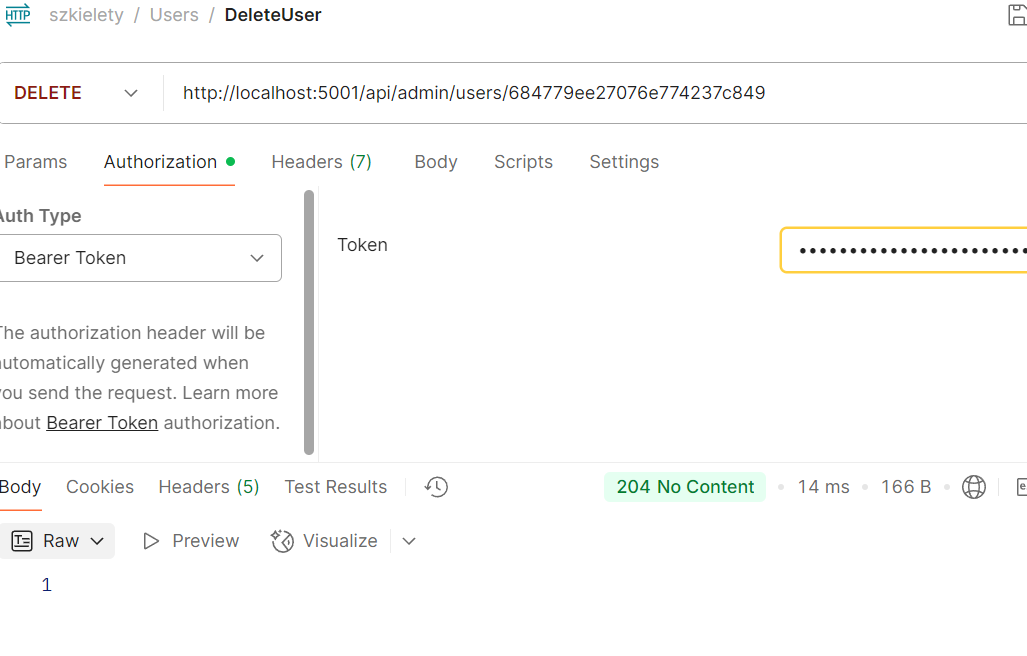 HTTP szkielety / Users / DeleteUser
DELETE http://localhost:5001/api/admin/users/684779ee27076e774237c849
Params Authorization Headers (7) Body Scripts Settings
Auth Type
Bearer Token
Token
The authorization header will be
automatically generated when
you send the request. Learn more
about Bearer Token authorization.
Body Cookies Headers (5) Test Results 204 No Content 14 ms 166 B
Raw Preview Visualize
1